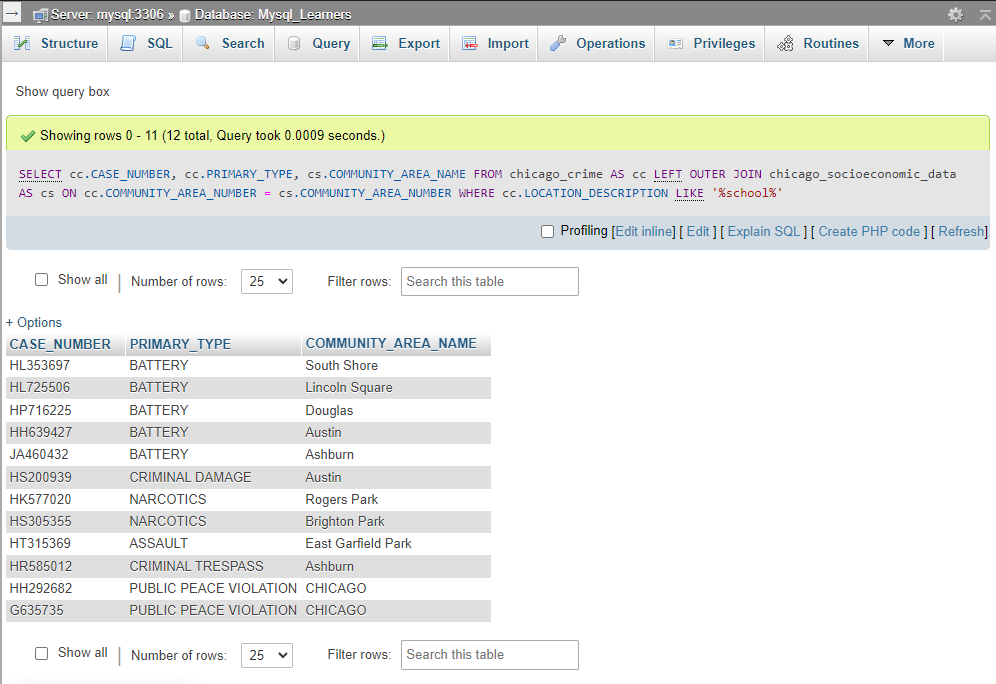 Server: mysql:3306 » Database: Mysql_Learners
Structure SQL Search Query Export Import Operations Privileges Routines More
Show query box
Showing rows 0 - 11 (12 total, Query took 0.0009 seconds.)
SELECT cc.CASE_NUMBER, cc.PRIMARY_TYPE, cs.COMMUNITY_AREA_NAME FROM chicago_crime AS cc LEFT OUTER JOIN chicago_socioeconomic_data
AS cs ON cc.COMMUNITY_AREA_NUMBER = cs.COMMUNITY_AREA_NUMBER WHERE cc.LOCATION_DESCRIPTION LIKE '%school%'
Profiling [Edit inline] [ Edit ] [ Explain SQL ] [ Create PHP code ] [ Refresh]
Show all | Number of rows: 25 Filter rows: Search this table
+ Options
CASE_NUMBER PRIMARY_TYPE COMMUNITY_AREA_NAME
HL353697 BATTERY South Shore
HL725506 BATTERY Lincoln Square
HP716225 BATTERY Douglas
HH639427 BATTERY Austin
JA460432 BATTERY Ashburn
HS200939 CRIMINAL DAMAGE Austin
HK577020 NARCOTICS Rogers Park
HS305355 NARCOTICS Brighton Park
HT315369 ASSAULT East Garfield Park
HR585012 CRIMINAL TRESPASS Ashburn
HH292682 PUBLIC PEACE VIOLATION CHICAGO
G635735 PUBLIC PEACE VIOLATION CHICAGO
Show all | Number of rows: 25 Filter rows: Search this table